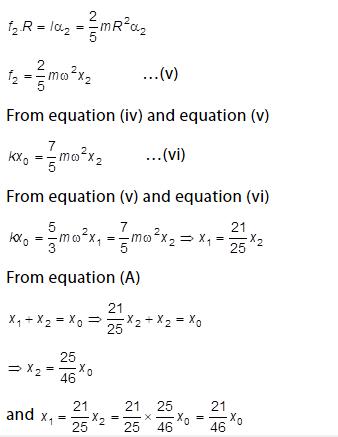 f₂.R = Iα₂ = 2/5 mR²α₂
f₂ = 2/5 mω²x₂ ...(v)
From equation (iv) and equation (v)
kx₀ = 7/5 mω²x₂ ...(vi)
From equation (v) and equation (vi)
kx₀ = 5/3 mω²x₁ = 7/5 mω²x₂ ⇒ x₁ = 21/25 x₂
From equation (A)
x₁ + x₂ = x₀ ⇒ 21/25 x₂ + x₂ = x₀
⇒ x₂ = 25/46 x₀
and x₁ = 21/25 x₂ = 21/25 × 25/46 x₀ = 21/46 x₀